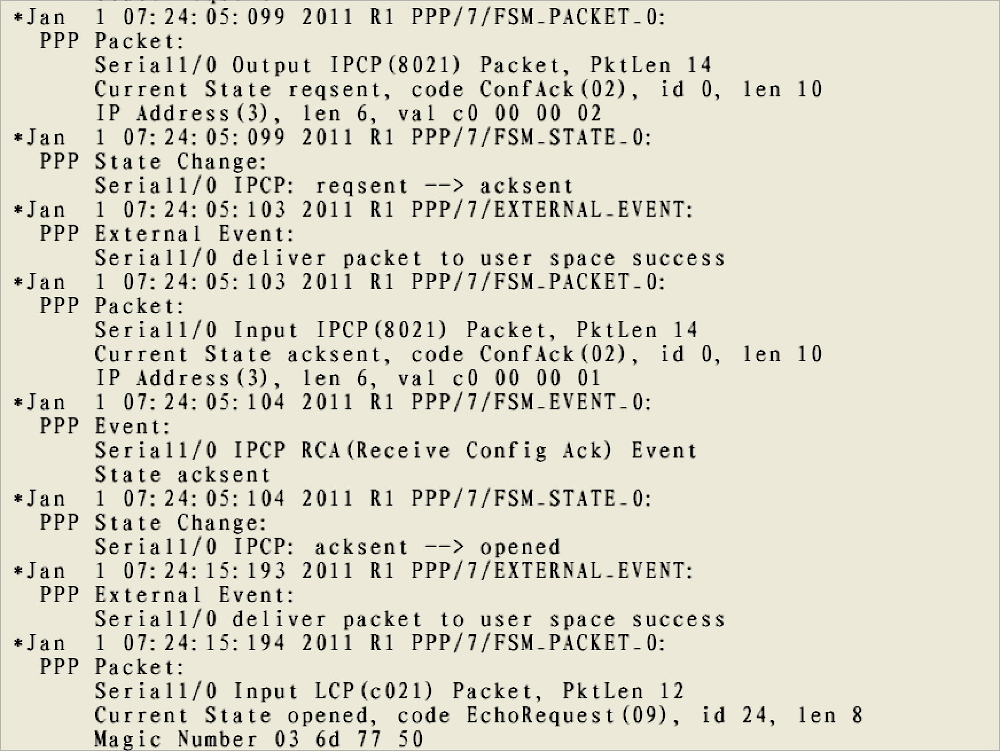 *Jan  1 07:24:05:099 2011 R1 PPP/7/FSM_PACKET_0:
  PPP Packet:
      Serial1/0 Output IPCP(8021) Packet, PktLen 14
      Current State reqsent, code ConfAck(02), id 0, len 10
      IP Address(3), len 6, val c0 00 00 02
*Jan  1 07:24:05:099 2011 R1 PPP/7/FSM_STATE_0:
  PPP State Change:
      Serial1/0 IPCP: reqsent --> acksent
*Jan  1 07:24:05:103 2011 R1 PPP/7/EXTERNAL_EVENT:
  PPP External Event:
      Serial1/0 deliver packet to user space success
*Jan  1 07:24:05:103 2011 R1 PPP/7/FSM_PACKET_0:
  PPP Packet:
      Serial1/0 Input IPCP(8021) Packet, PktLen 14
      Current State acksent, code ConfAck(02), id 0, len 10
      IP Address(3), len 6, val c0 00 00 01
*Jan  1 07:24:05:104 2011 R1 PPP/7/FSM_EVENT_0:
  PPP Event:
      Serial1/0 IPCP RCA(Receive Config Ack) Event
      State acksent
*Jan  1 07:24:05:104 2011 R1 PPP/7/FSM_STATE_0:
  PPP State Change:
      Serial1/0 IPCP: acksent --> opened
*Jan  1 07:24:15:193 2011 R1 PPP/7/EXTERNAL_EVENT:
  PPP External Event:
      Serial1/0 deliver packet to user space success
*Jan  1 07:24:15:194 2011 R1 PPP/7/FSM_PACKET_0:
  PPP Packet:
      Serial1/0 Input LCP(c021) Packet, PktLen 12
      Current State opened, code EchoRequest(09), id 24, len 8
      Magic Number 03 6d 77 50